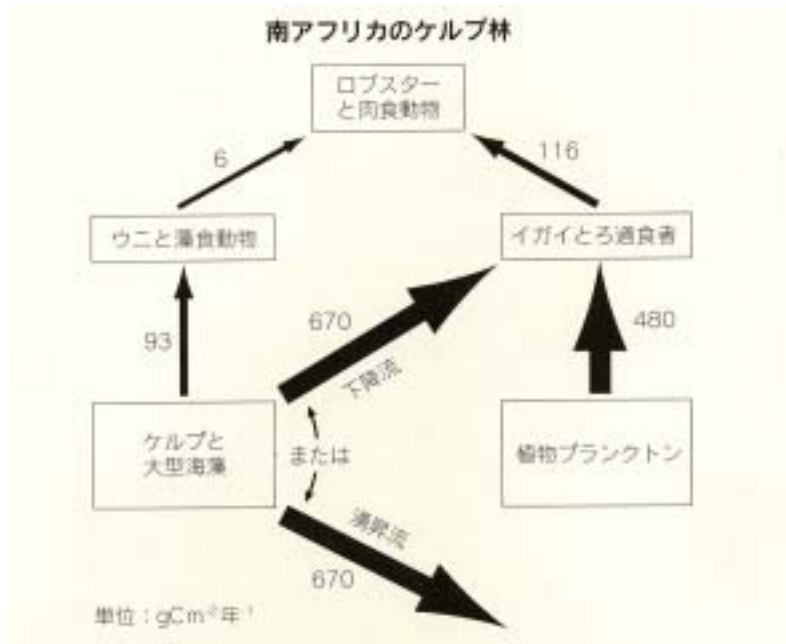 南アフリカのケルプ林
ロブスター
と肉食動物
6
116
ウニと藻食動物
イガイとろ過食者
670
480
93
下降流
ケルプと
大型海藻
または
植物プランクトン
湧昇流
670
単位：gCm⁻²年⁻¹